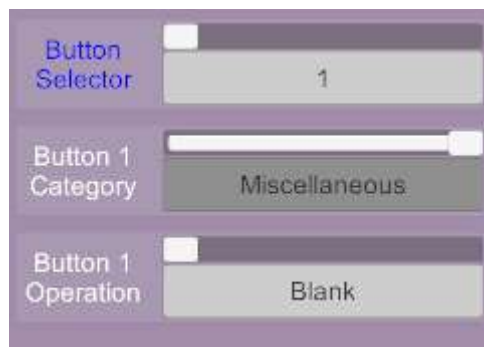 Button
Selector
1
Button 1
Category
Miscellaneous
Button 1
Operation
Blank